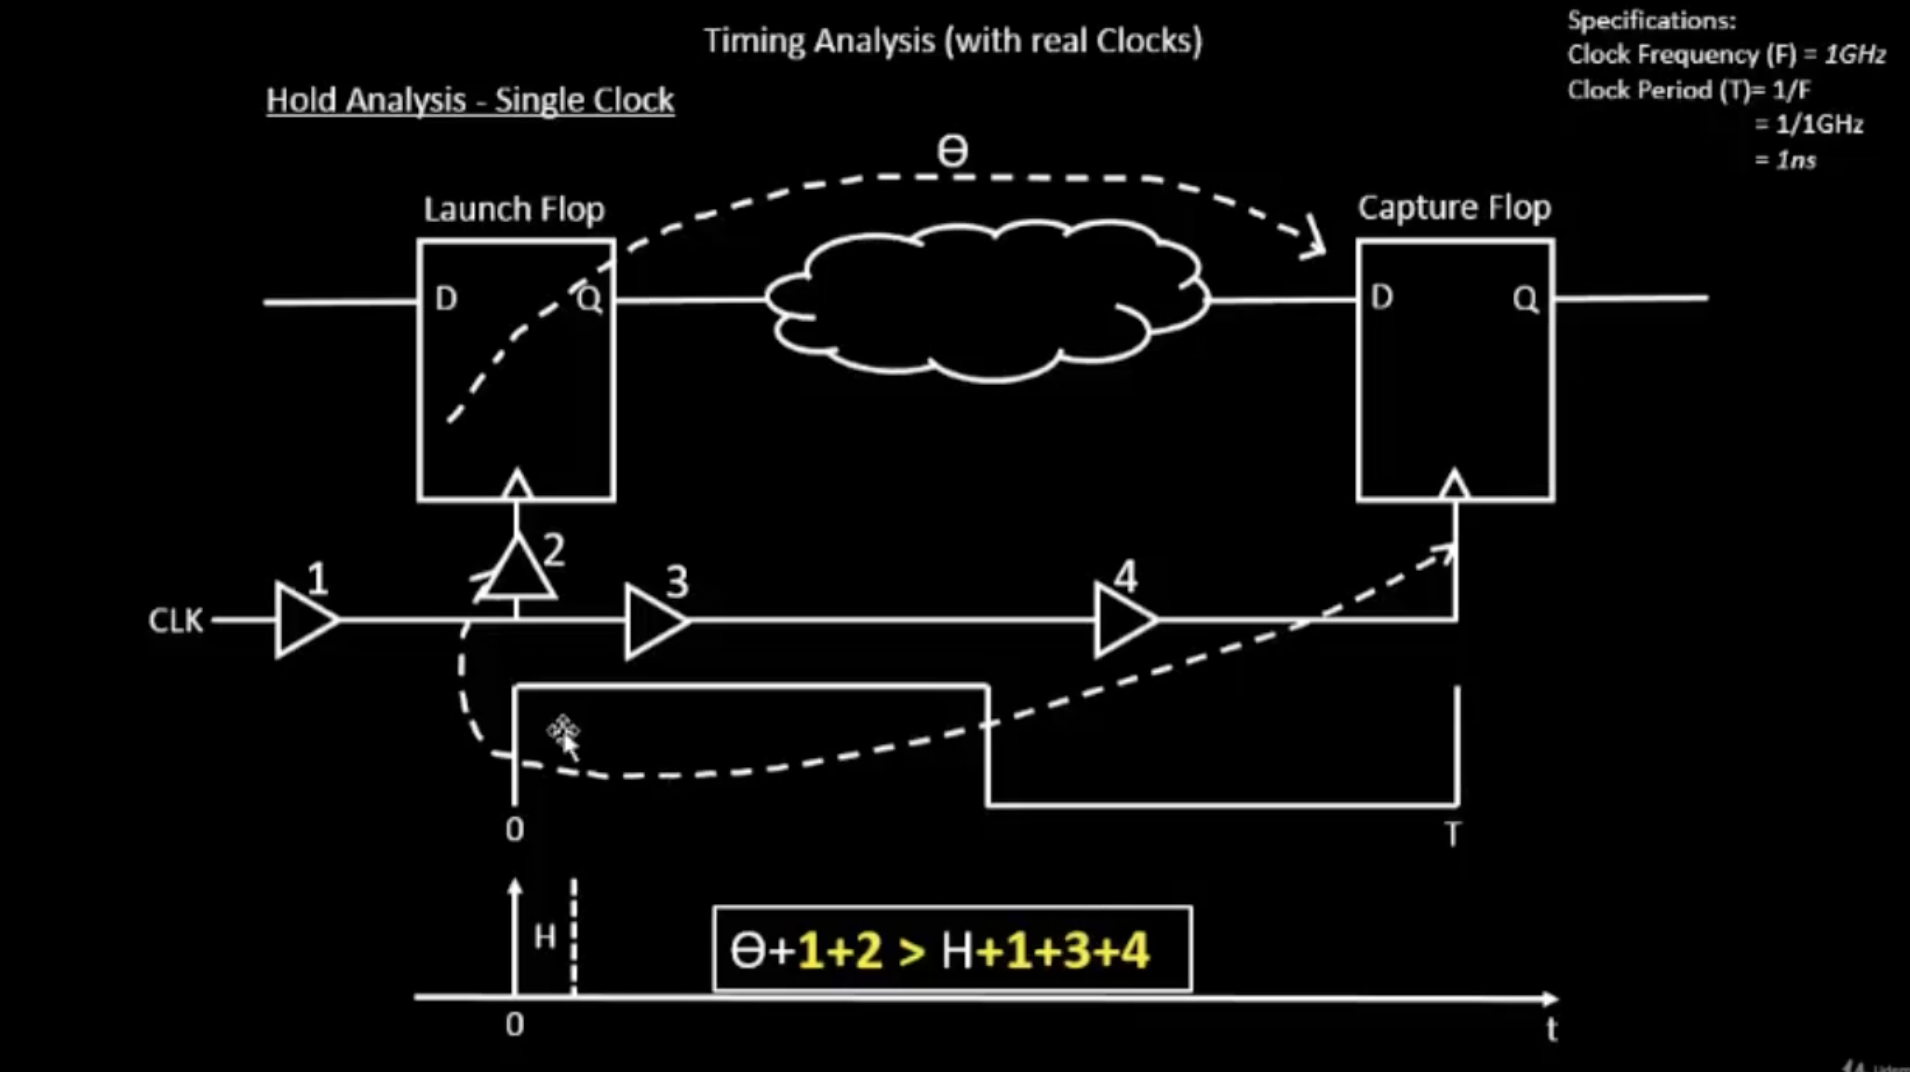 Timing Analysis (with real Clocks)
Specifications:
Clock Frequency (F) = 1GHz
Clock Period (T)= 1/F
= 1/1GHz
= 1ns
Hold Analysis - Single Clock
Ө
Launch Flop
Capture Flop
D
Q
D
Q
2
1
3
4
CLK
0
T
H
Ө+1+2 > H+1+3+4
0
t